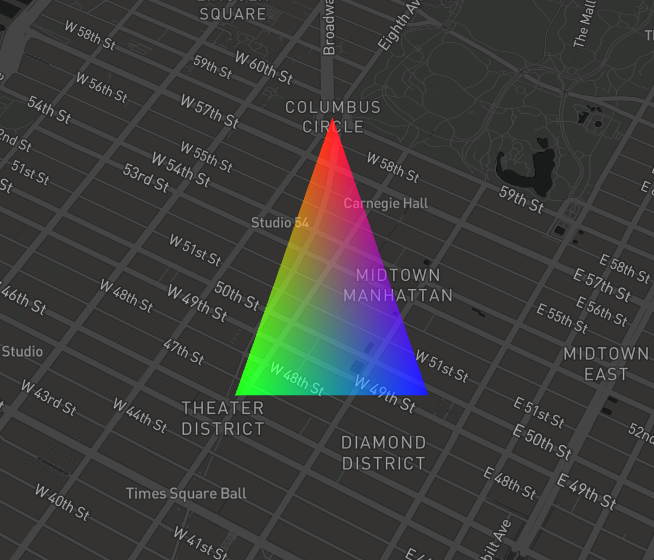 SQUARE
Broadwa
Eighth Av
The Mall
W 58th St
59th St
W 60th St
W 56th St
W 57th St
54th St
COLUMBUS
CIRCLE
2nd St
51st St
53rd St
W 54th St
W 55th St
W 58th St
59th St
Carnegie Hall
Studio 54
W 51st St
MIDTOWN
MANHATTAN
E 58th St
E 57th St
E 56th St
E 55th St
46th St
W 48th St
W 49th St
50th St
Studio
47th St
W 51st St
MIDTOWN
EAST
W 48th St
W 49th St
W 43rd St
W 44th St
THEATER
DISTRICT
DIAMOND
DISTRICT
E 51st St
E 50th St
52nd
E 48th St
E 49th St
Times Square Ball
W 40th St
W 41st St
bilt Ave